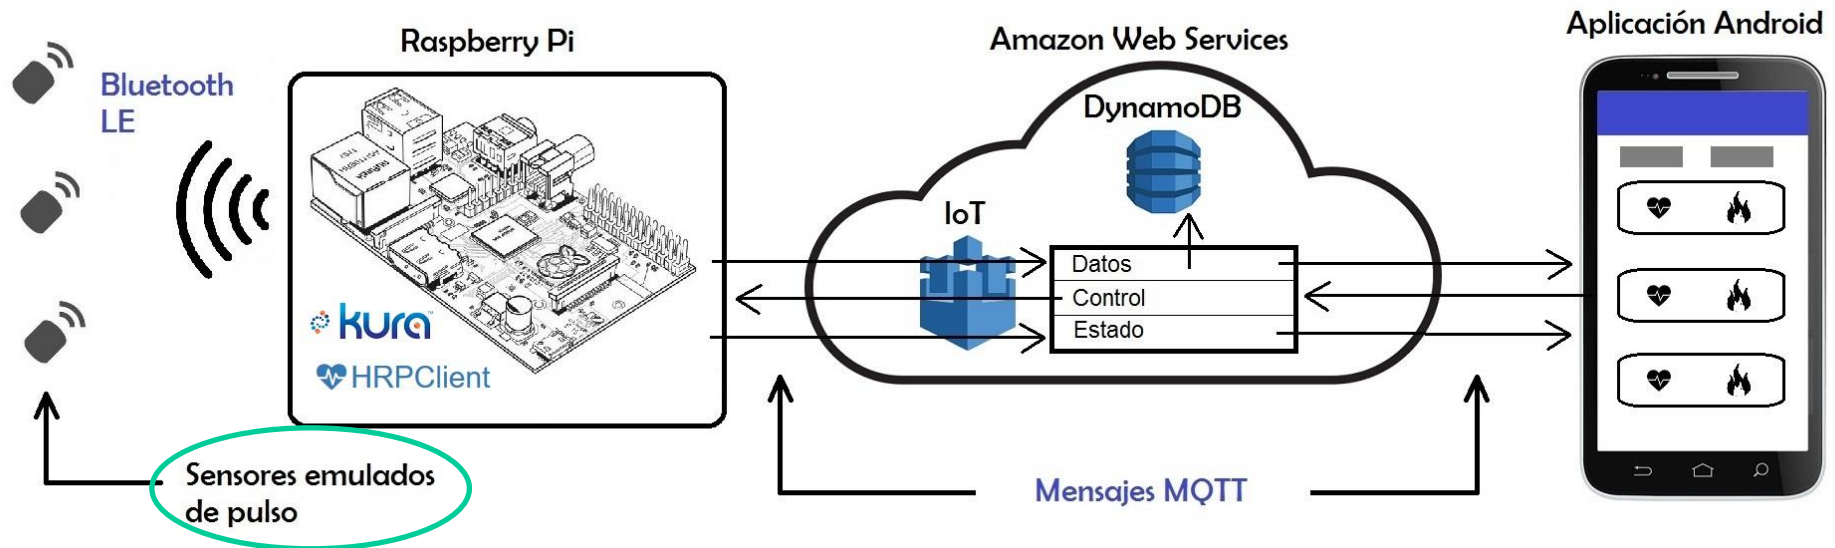 Aplicación Android
Raspberry Pi
Amazon Web Services
Bluetooth
LE
DynamoDB
IoT
Datos
Control
Estado
kura
HRPClient
Sensores emulados
de pulso
Mensajes MQTT